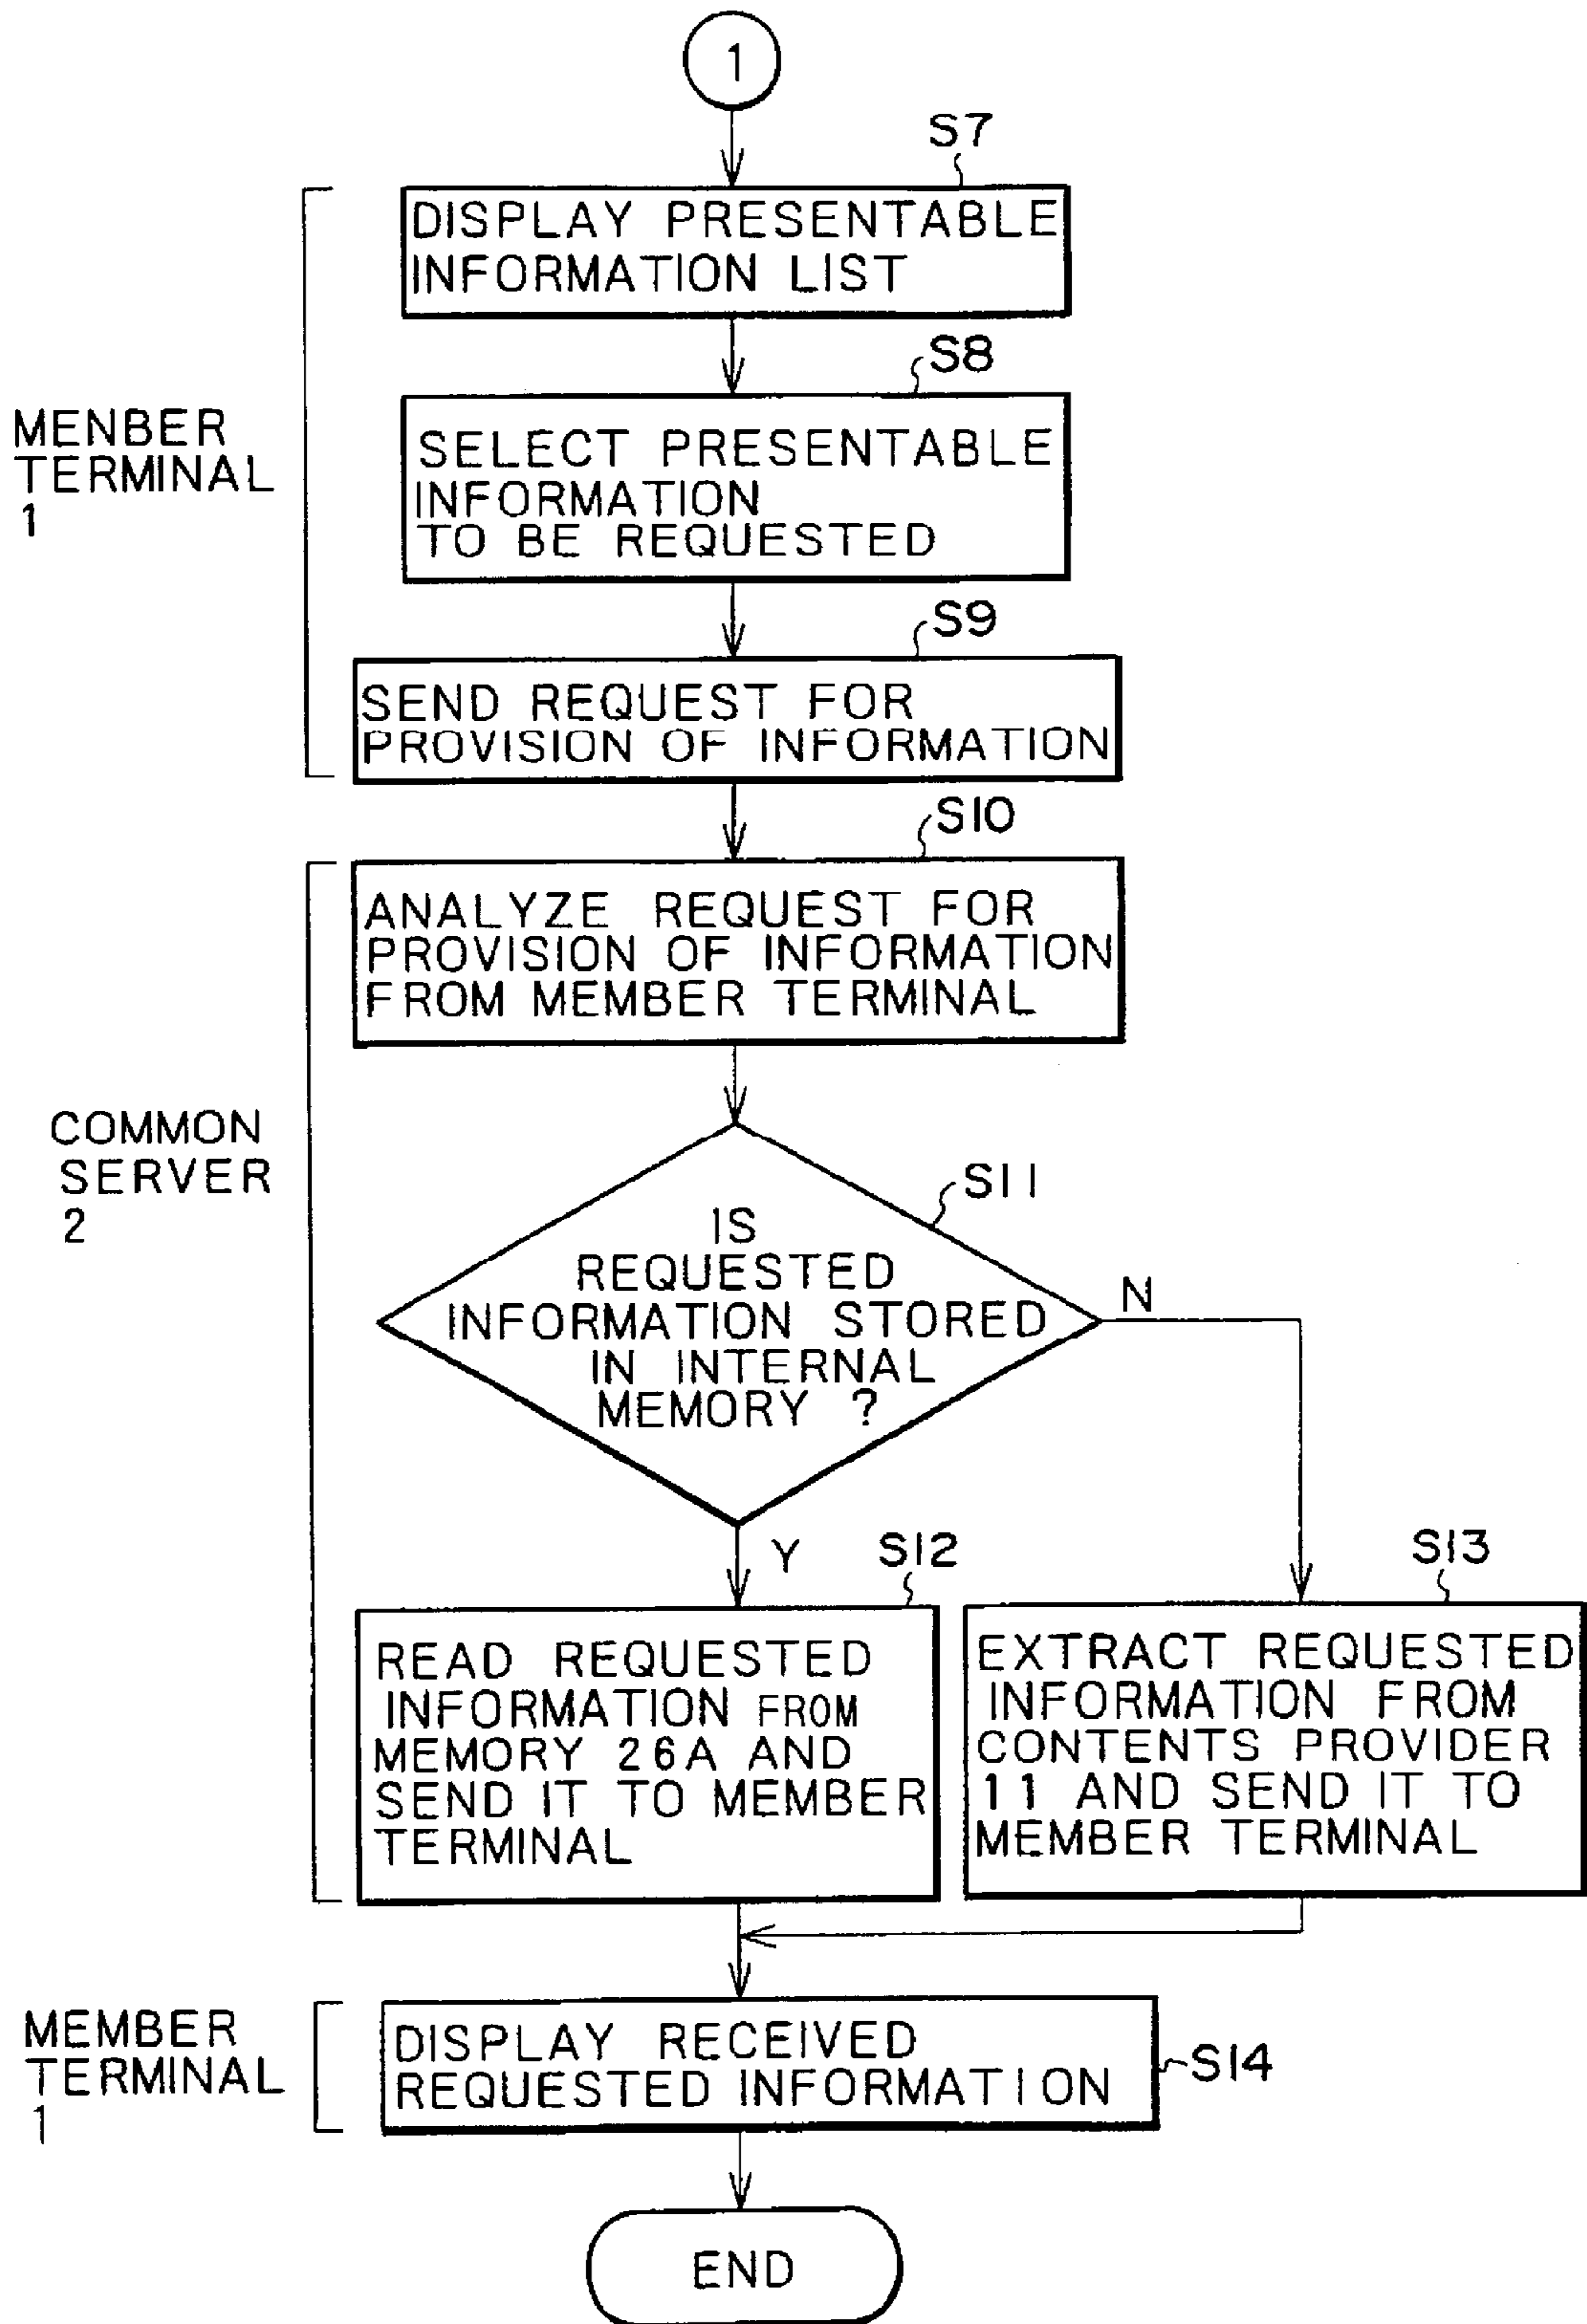 1
S7
DISPLAY PRESENTABLE
INFORMATION LIST
S8
MENBER
TERMINAL
1
SELECT PRESENTABLE
INFORMATION
TO BE REQUESTED
S9
SEND REQUEST FOR
PROVISION OF INFORMATION
S10
ANALYZE REQUEST FOR
PROVISION OF INFORMATION
FROM MEMBER TERMINAL
COMMON
SERVER
2
S11
IS
REQUESTED
INFORMATION STORED
IN INTERNAL
MEMORY ?
N
Y
S12
READ REQUESTED
INFORMATION FROM
MEMORY 26A AND
SEND IT TO MEMBER
TERMINAL
S13
EXTRACT REQUESTED
INFORMATION FROM
CONTENTS PROVIDER
11 AND SEND IT TO
MEMBER TERMINAL
MEMBER
TERMINAL
1
DISPLAY RECEIVED
REQUESTED INFORMATION
S14
END